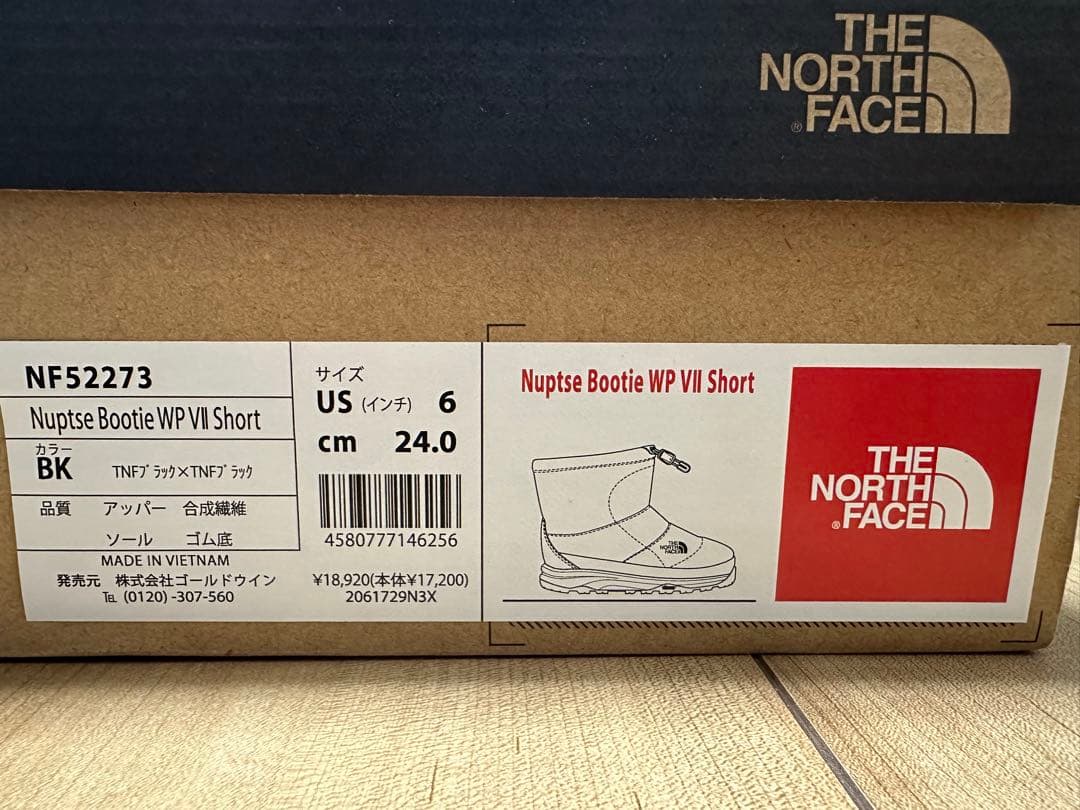 THE
NORTH
FACE®
NF52273
Nuptse Bootie WP VII Short
カラー
BK TNFブラック×TNFブラック
品質 アッパー 合成繊維
ソール ゴム底
MADE IN VIETNAM
発売元 株式会社ゴールドウイン
TEL (0120) -307-560
サイズ
US (インチ) 6
cm 24.0
4580777146256
¥18,920(本体¥17,200)
2061729N3X
Nuptse Bootie WP VII Short
THE
NORTH
FACE
THE
NORTH
FACE®